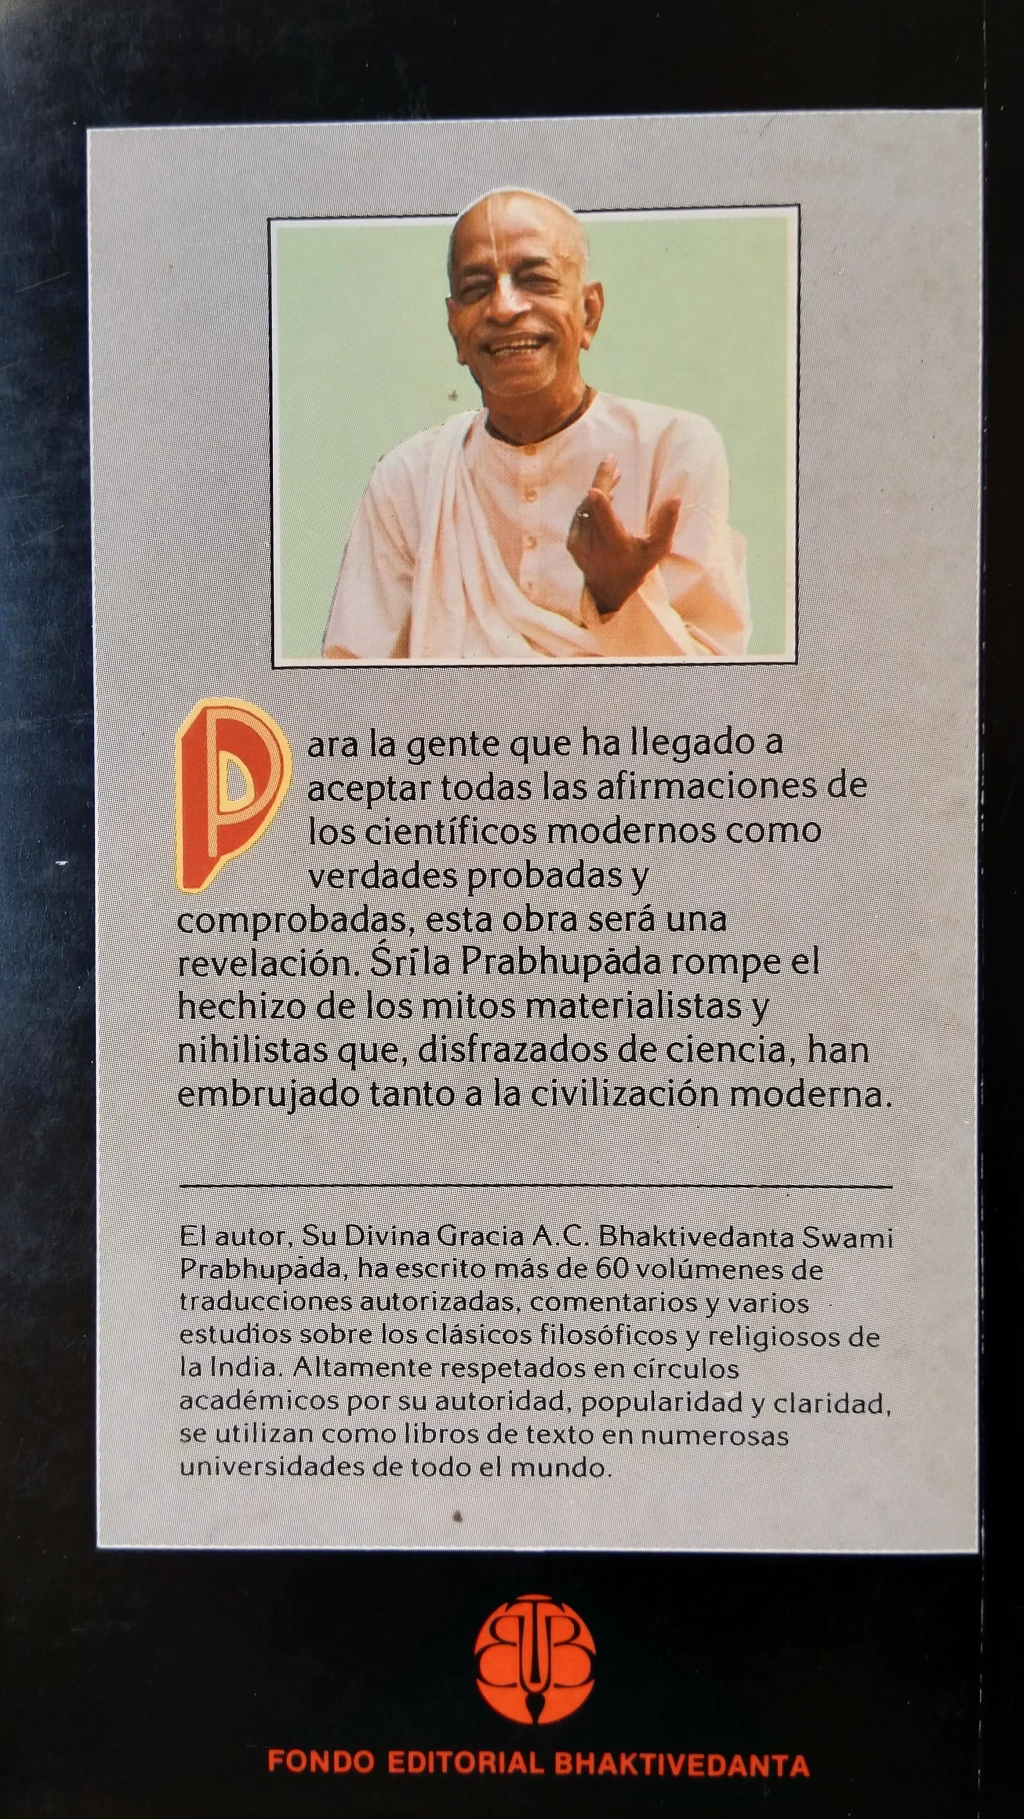 Para la gente que ha llegado a
aceptar todas las afirmaciones de
los científicos modernos como
verdades probadas y
comprobadas, esta obra será una
revelación. Śrīla Prabhupāda rompe el
hechizo de los mitos materialistas y
nihilistas que, disfrazados de ciencia, han
embrujado tanto a la civilización moderna.
El autor, Su Divina Gracia A.C. Bhaktivedanta Swami
Prabhupāda, ha escrito más de 60 volúmenes de
traducciones autorizadas, comentarios y varios
estudios sobre los clásicos filosóficos y religiosos de
la India. Altamente respetados en círculos
académicos por su autoridad, popularidad y claridad,
se utilizan como libros de texto en numerosas
universidades de todo el mundo.
BBT
FONDO EDITORIAL BHAKTIVEDANTA